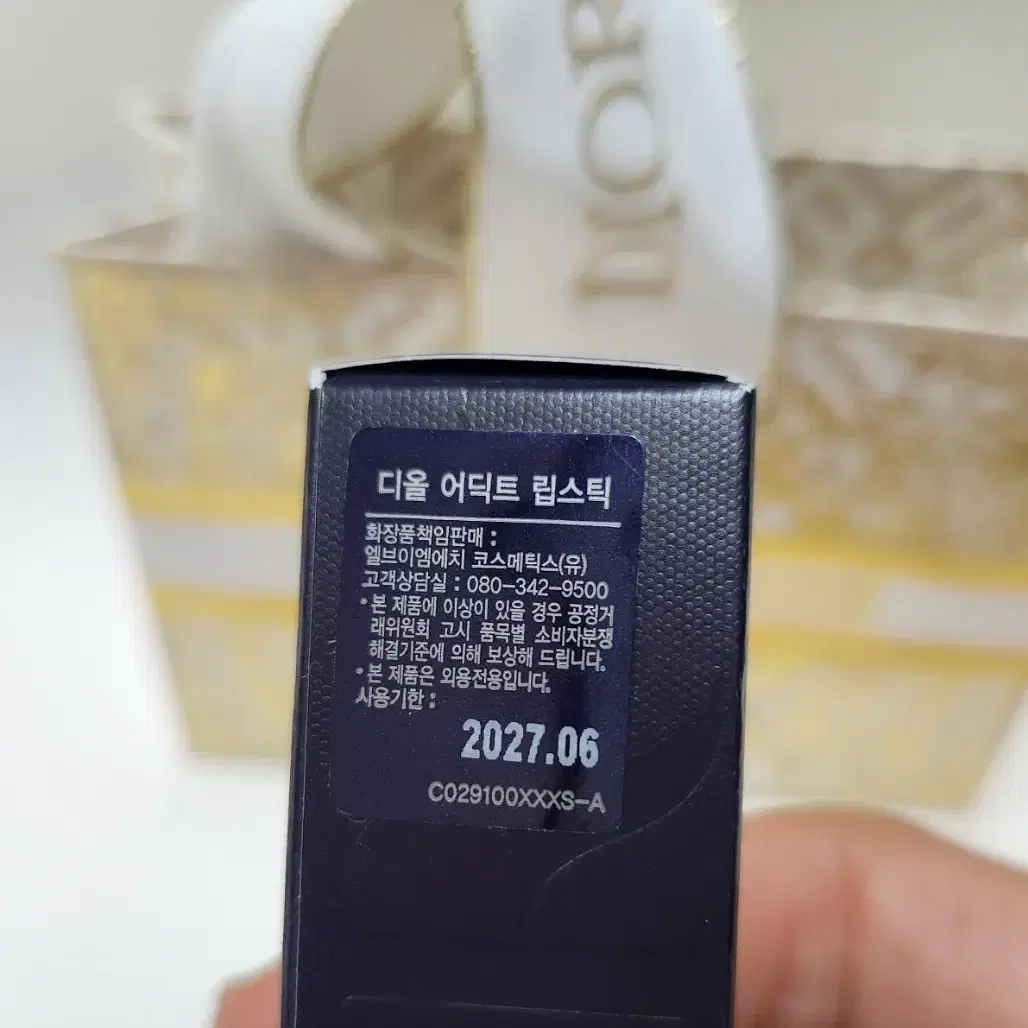 DIOR
디올 어딕트 립스틱
화장품책임판매 :
엘브이엠에치 코스메틱스(유)
고객상담실 : 080-342-9500
• 본 제품에 이상이 있을 경우 공정거
래위원회 고시 품목별 소비자분쟁
해결기준에 의해 보상해 드립니다.
• 본 제품은 외용전용입니다.
사용기한 :
2027.06
C029100XXXS-A